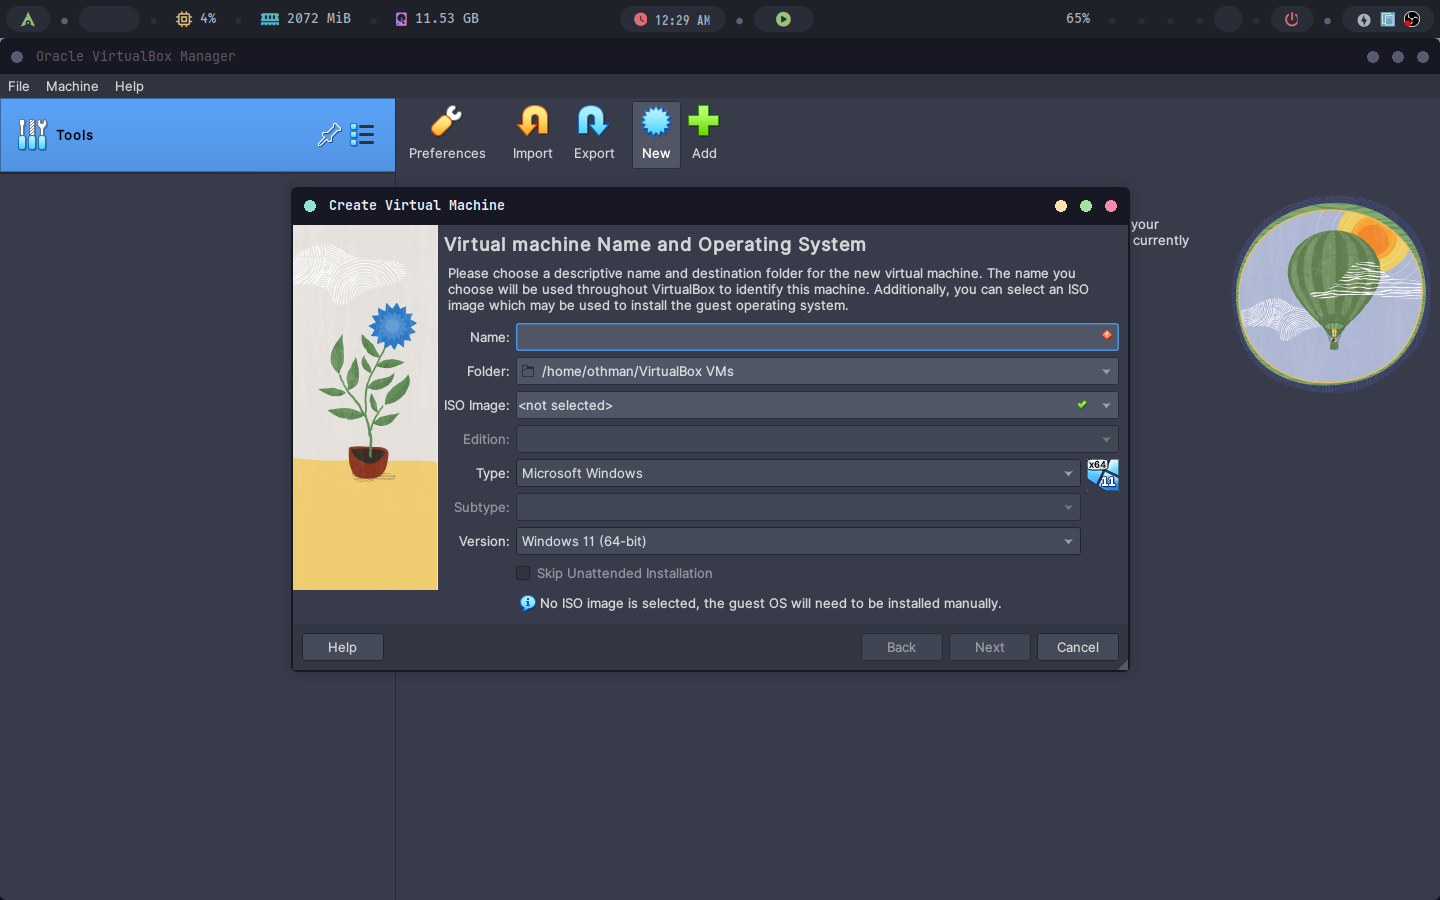 4%
2072 MiB
11.53 GB
12:29 AM
65%
Oracle VirtualBox Manager
File Machine Help
Tools
Preferences Import Export New Add
Create Virtual Machine
Virtual machine Name and Operating System
your
currently
Please choose a descriptive name and destination folder for the new virtual machine. The name you
choose will be used throughout VirtualBox to identify this machine. Additionally, you can select an ISO
image which may be used to install the guest operating system.
Name:
Folder: /home/othman/VirtualBox VMs
ISO Image: <not selected>
Edition:
Type: Microsoft Windows
x64
11
Subtype:
Version: Windows 11 (64-bit)
Skip Unattended Installation
No ISO image is selected, the guest OS will need to be installed manually.
Help Back Next Cancel